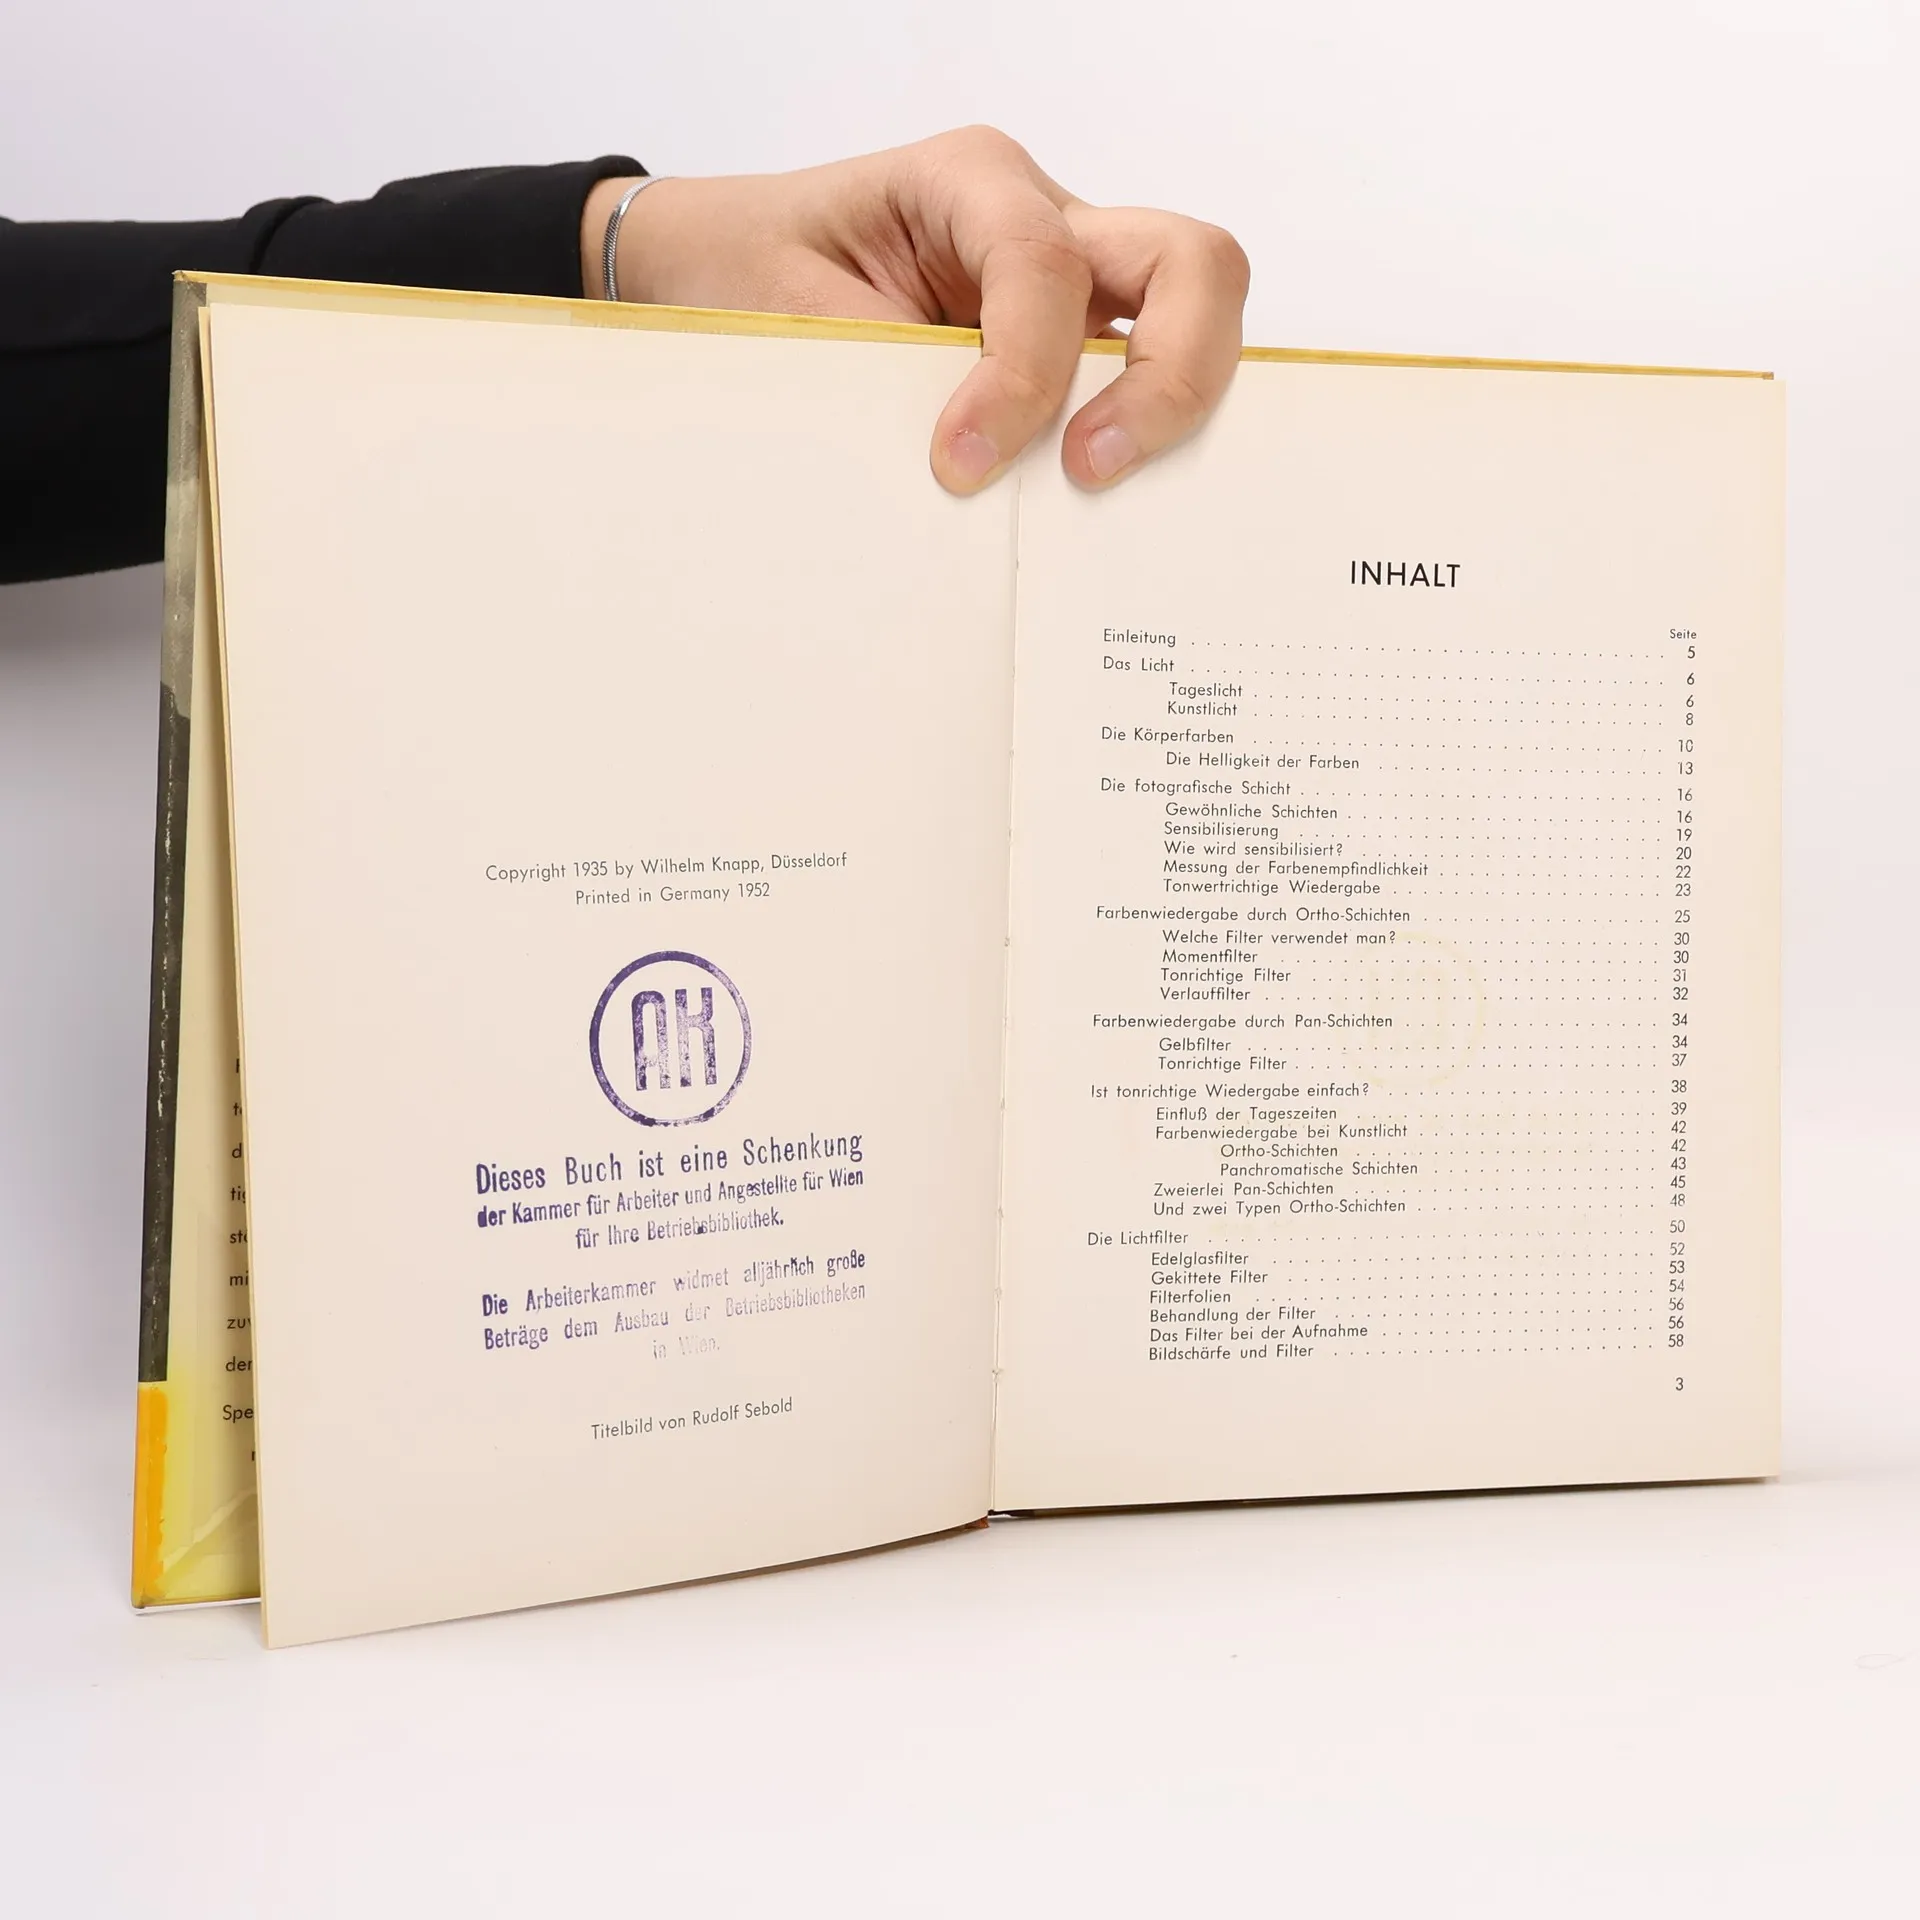 Copyright 1935 by Wilhelm Knapp, Düsseldorf
Printed in Germany 1952
AK
Dieses Buch ist eine Schenkung
der Kammer für Arbeiter und Angestellte für Wien
für Ihre Betriebsbibliothek.
Die Arbeiterkammer widmet alljährlich große
Beträge dem Ausbau der Betriebsbibliotheken
in Wien.
Titelbild von Rudolf Sebold
INHALT
Seite
Einleitung . . . . . 5
Das Licht . . . . . 6
Tageslicht . . . . . 6
Kunstlicht . . . . . 8
Die Körperfarben . . . . . 10
Die Helligkeit der Farben . . . . . 13
Die fotografische Schicht . . . . . 16
Gewöhnliche Schichten . . . . . 16
Sensibilisierung . . . . . 19
Wie wird sensibilisiert? . . . . . 20
Messung der Farbenempfindlichkeit . . . . . 22
Tonwertrichtige Wiedergabe . . . . . 23
Farbenwiedergabe durch Ortho-Schichten . . . . . 25
Welche Filter verwendet man? . . . . . 30
Momentfilter . . . . . 30
Tonrichtige Filter . . . . . 31
Verlauffilter . . . . . 32
Farbenwiedergabe durch Pan-Schichten . . . . . 34
Gelbfilter . . . . . 34
Tonrichtige Filter . . . . . 37
Ist tonrichtige Wiedergabe einfach? . . . . . 38
Einfluß der Tageszeiten . . . . . 39
Farbenwiedergabe bei Kunstlicht . . . . . 42
Ortho-Schichten . . . . . 42
Panchromatische Schichten . . . . . 43
Zweierlei Pan-Schichten . . . . . 45
Und zwei Typen Ortho-Schichten . . . . . 48
Die Lichtfilter . . . . . 50
Edelglasfilter . . . . . 52
Gekittete Filter . . . . . 53
Filterfolien . . . . . 54
Behandlung der Filter . . . . . 56
Das Filter bei der Aufnahme . . . . . 56
Bildschärfe und Filter . . . . . 58
3